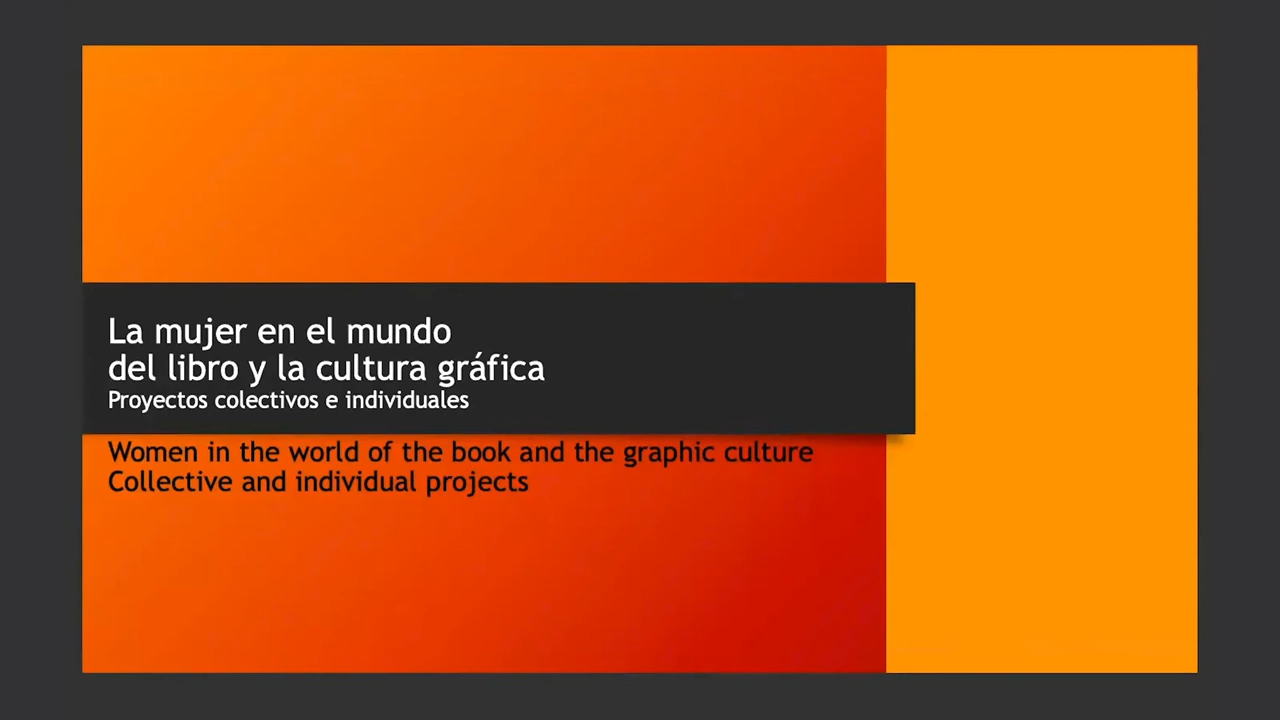 La mujer en el mundo
del libro y la cultura gráfica
Proyectos colectivos e individuales
Women in the world of the book and the graphic culture
Collective and individual projects